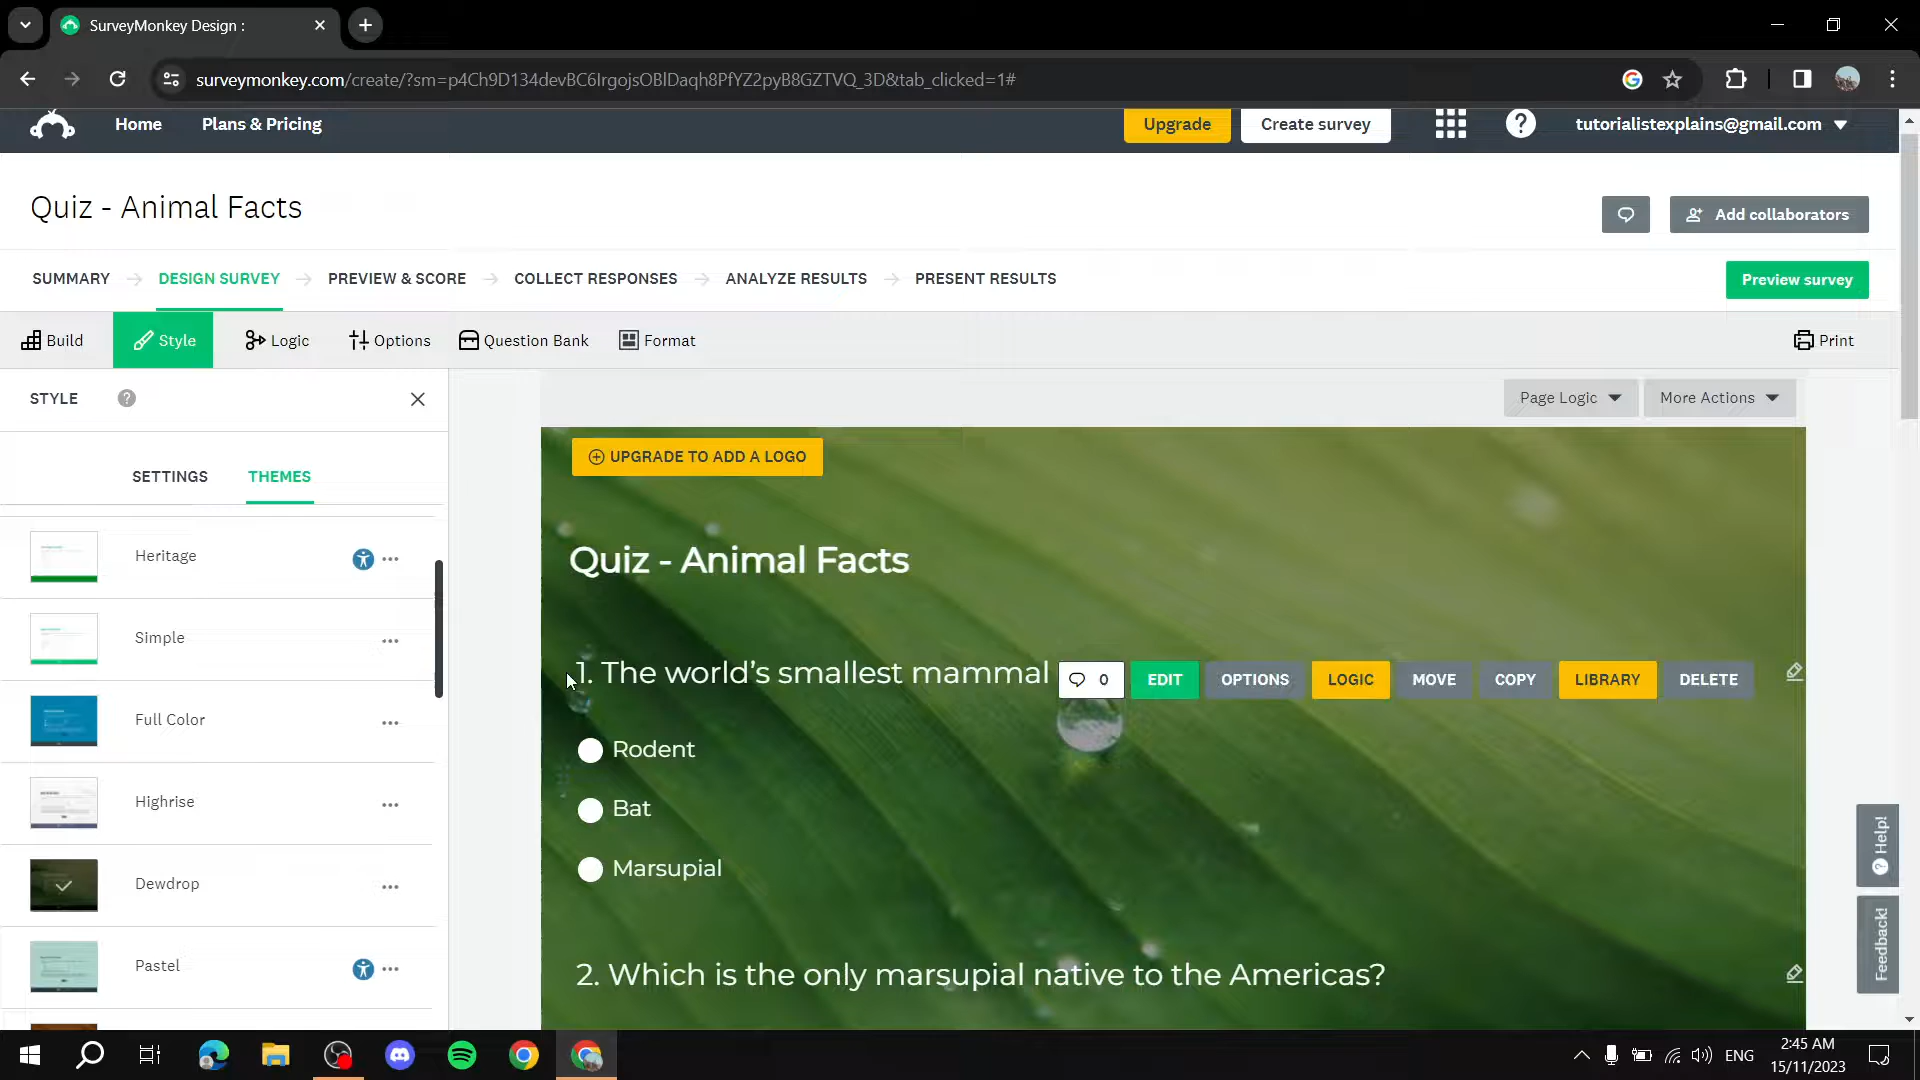 SurveyMonkey Design :
surveymonkey.com/create/?sm=p4Ch9D134devBC6IrgojsOBlDaqh8PfYZ2pyB8GZTVQ_3D&tab_clicked=1#
Home Plans & Pricing Upgrade Create survey tutorialistexplains@gmail.com
Quiz - Animal Facts
Add collaborators
SUMMARY DESIGN SURVEY PREVIEW & SCORE COLLECT RESPONSES ANALYZE RESULTS PRESENT RESULTS Preview survey
Build Style Logic Options Question Bank Format Print
STYLE ?
Page Logic More Actions
UPGRADE TO ADD A LOGO
SETTINGS THEMES
Heritage
Quiz - Animal Facts
Simple
1. The world's smallest mammal 0 EDIT OPTIONS LOGIC MOVE COPY LIBRARY DELETE
Full Color
Rodent
Highrise
Bat
Dewdrop
Marsupial
Pastel
2. Which is the only marsupial native to the Americas?
? Help!
Feedback!
ENG
2:45 AM
15/11/2023